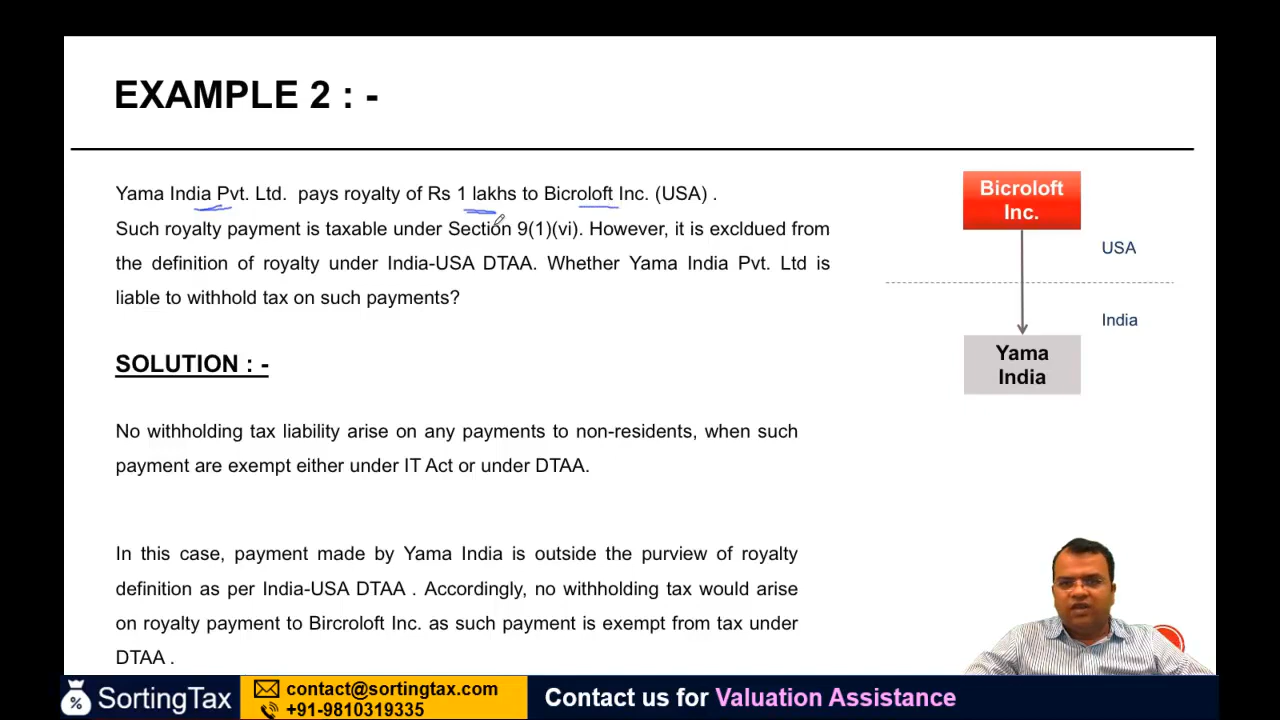 EXAMPLE 2 : -
Yama India Pvt. Ltd. pays royalty of Rs 1 lakhs to Bicroloft Inc. (USA) .
Such royalty payment is taxable under Section 9(1)(vi). However, it is excldued from
the definition of royalty under India-USA DTAA. Whether Yama India Pvt. Ltd is
liable to withhold tax on such payments?
Bicroloft
Inc.
USA
India
Yama
India
SOLUTION : -
No withholding tax liability arise on any payments to non-residents, when such
payment are exempt either under IT Act or under DTAA.
In this case, payment made by Yama India is outside the purview of royalty
definition as per India-USA DTAA . Accordingly, no withholding tax would arise
on royalty payment to Bircroloft Inc. as such payment is exempt from tax under
DTAA .
%
SortingTax
contact@sortingtax.com
+91-9810319335
Contact us for Valuation Assistance